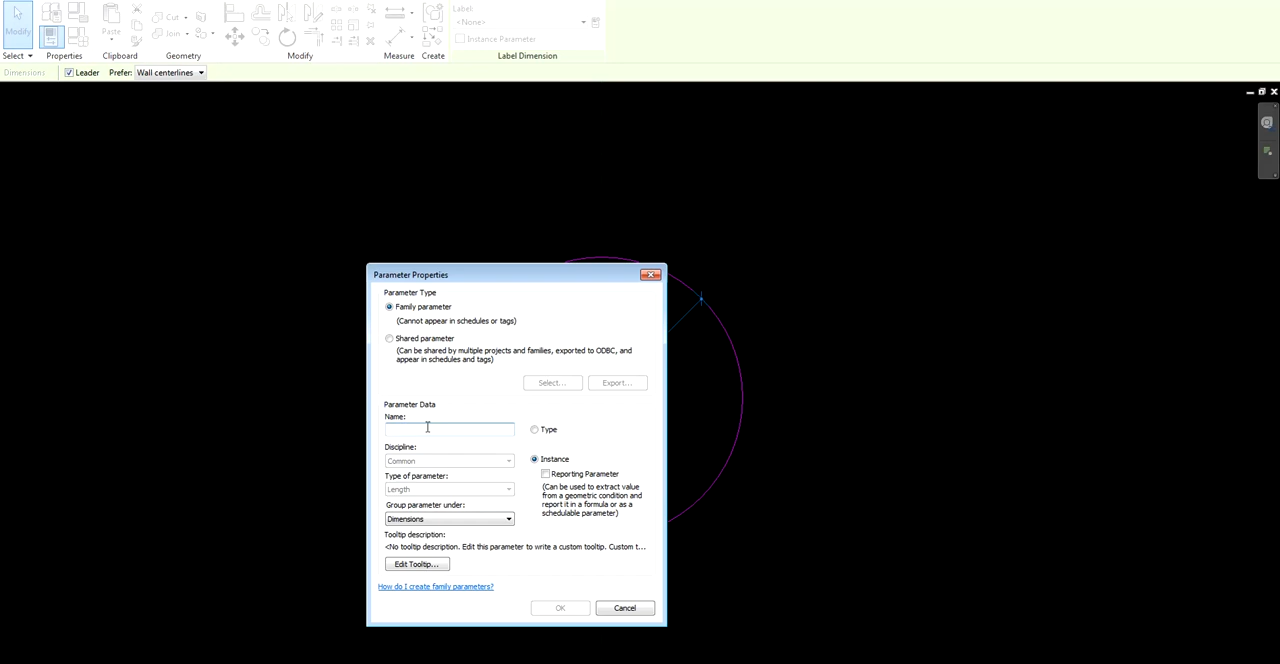 Modify
Paste
Cut
Join
Label:
<None>
Instance Parameter
Select
Properties
Clipboard
Geometry
Modify
Measure
Create
Label Dimension
Dimensions
Leader
Prefer:
Wall centerlines
Parameter Properties
Parameter Type
Family parameter
(Cannot appear in schedules or tags)
Shared parameter
(Can be shared by multiple projects and families, exported to ODBC, and
appear in schedules and tags)
Select...
Export...
Parameter Data
Name:
Type
Discipline:
Common
Instance
Type of parameter:
Reporting Parameter
Length
(Can be used to extract value
from a geometric condition and
report it in a formula or as a
schedulable parameter)
Group parameter under:
Dimensions
Tooltip description:
<No tooltip description. Edit this parameter to write a custom tooltip. Custom t...
Edit Tooltip...
How do I create family parameters?
OK
Cancel